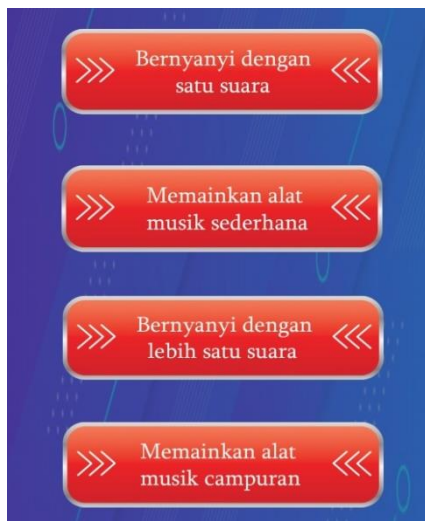 Bernyanyi dengan
satu suara
Memainkan alat
musik sederhana
Bernyanyi dengan
lebih satu suara
Memainkan alat
musik campuran